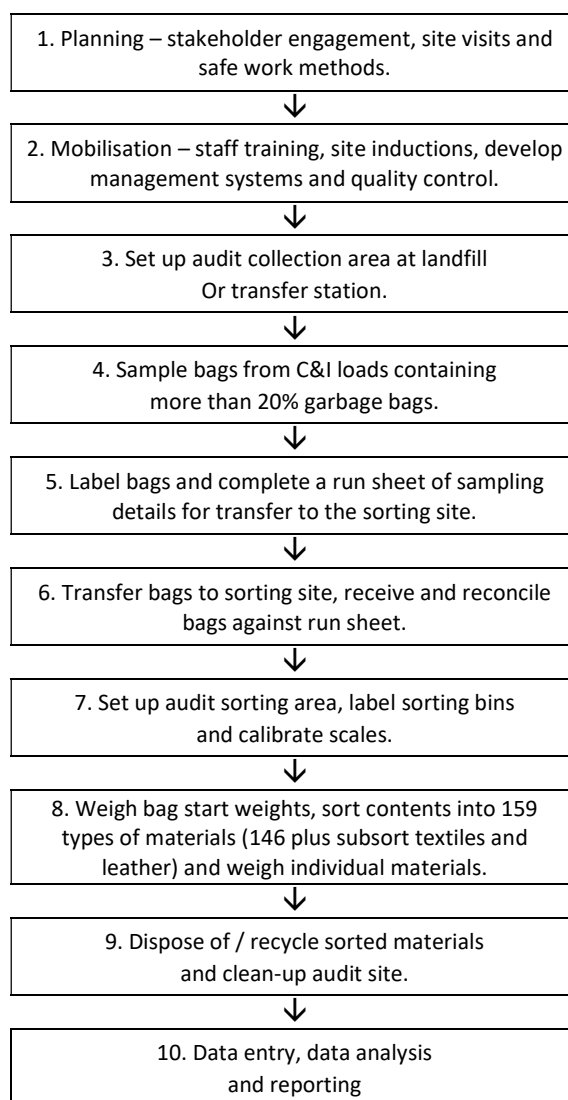 1. Planning – stakeholder engagement, site visits and
safe work methods.
2. Mobilisation – staff training, site inductions, develop
management systems and quality control.
3. Set up audit collection area at landfill
Or transfer station.
4. Sample bags from C&I loads containing
more than 20% garbage bags.
5. Label bags and complete a run sheet of sampling
details for transfer to the sorting site.
6. Transfer bags to sorting site, receive and reconcile
bags against run sheet.
7. Set up audit sorting area, label sorting bins
and calibrate scales.
8. Weigh bag start weights, sort contents into 159
types of materials (146 plus subsort textiles and
leather) and weigh individual materials.
9. Dispose of / recycle sorted materials
and clean-up audit site.
10. Data entry, data analysis
and reporting